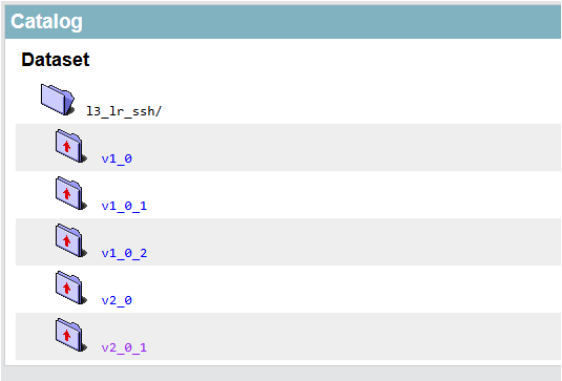 Catalog
Dataset
l3_lr_ssh/
v1_0
v1_0_1
v1_0_2
v2_0
v2_0_1